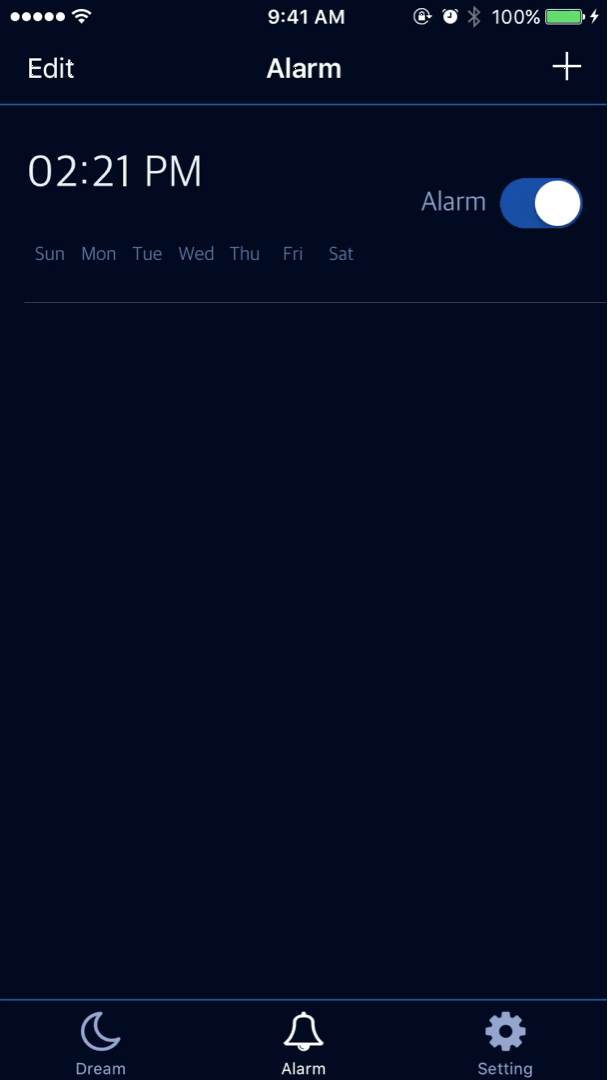 9:41 AM 100%
Edit Alarm
02:21 PM
Alarm
Sun Mon Tue Wed Thu Fri Sat
Dream Alarm Setting